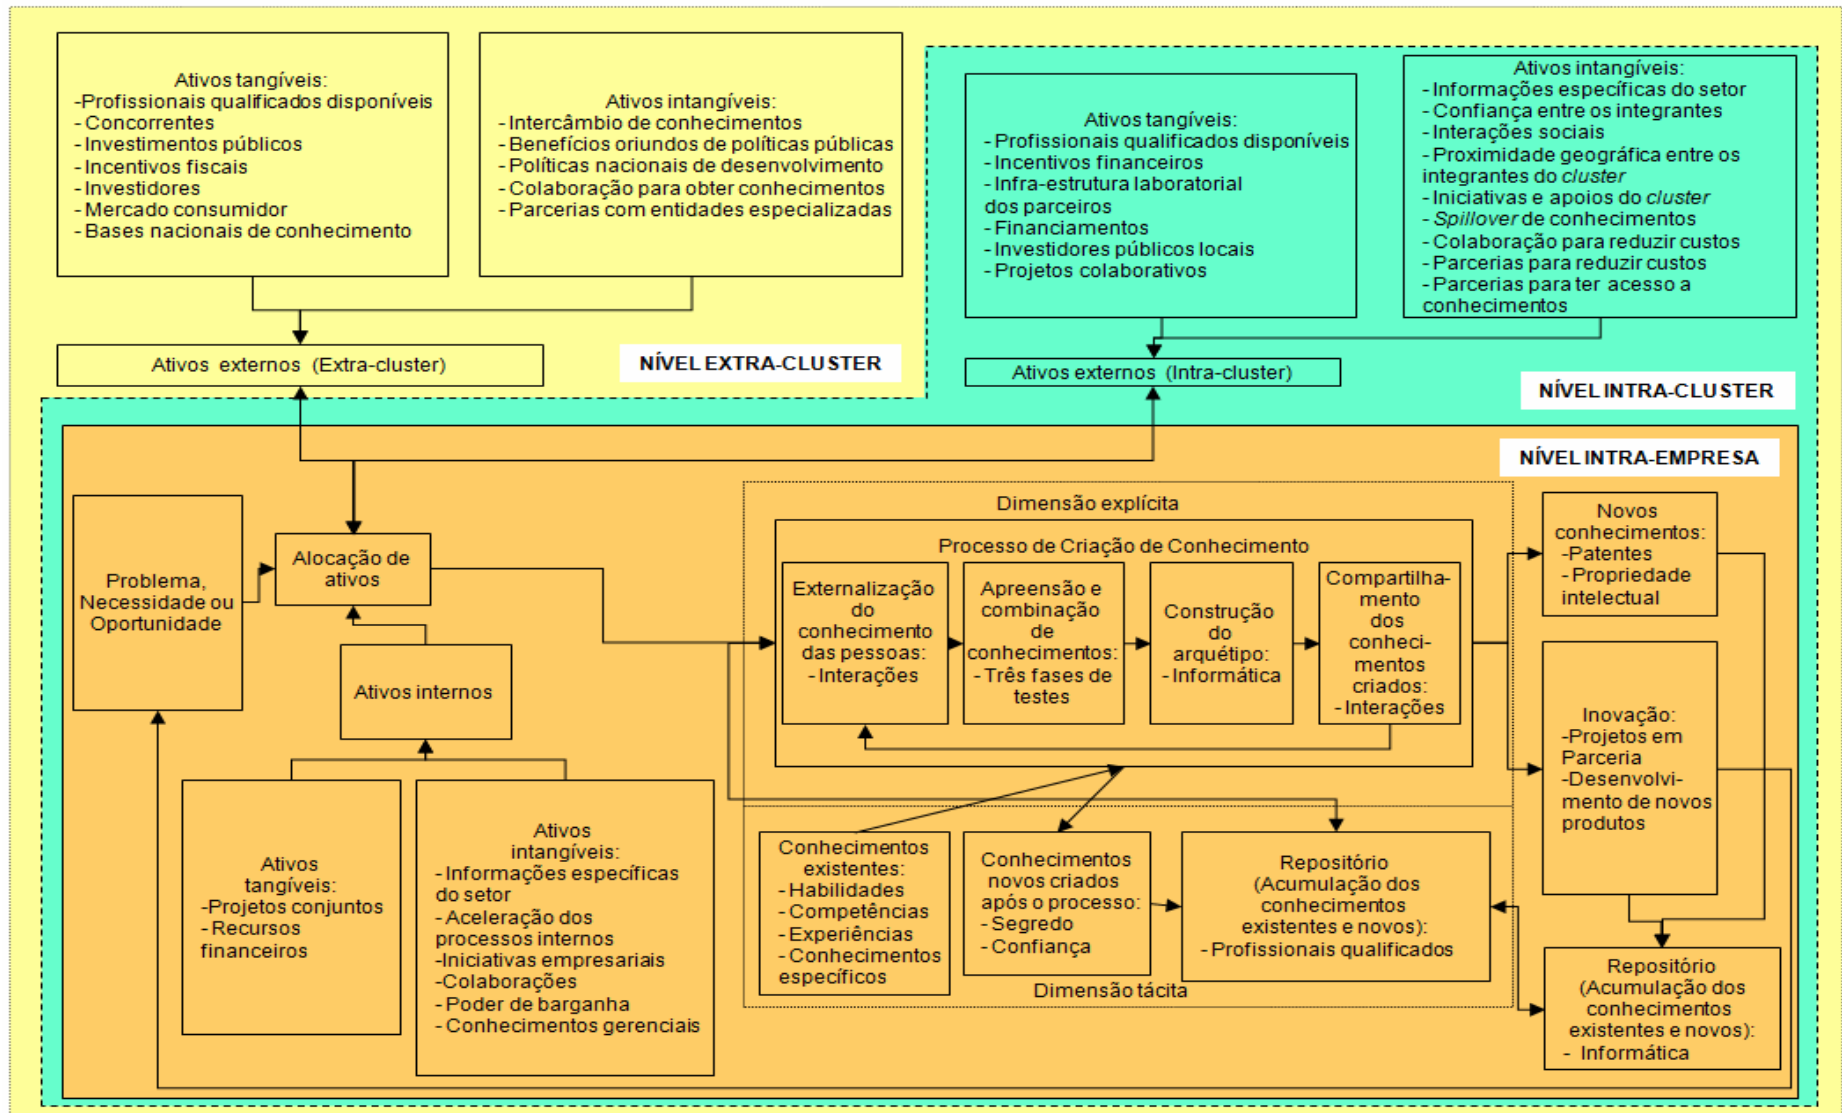 Ativos tangíveis:
-Profissionais qualificados disponíveis
- Concorrentes
- Investimentos públicos
- Incentivos fiscais
- Investidores
- Mercado consumidor
- Bases nacionais de conhecimento
Ativos intangíveis:
- Intercâmbio de conhecimentos
- Benefícios oriundos de políticas públicas
- Políticas nacionais de desenvolvimento
- Colaboração para obter conhecimentos
- Parcerias com entidades especializadas
Ativos tangíveis:
- Profissionais qualificados disponíveis
- Incentivos financeiros
- Infra-estrutura laboratorial
dos parceiros
- Financiamentos
- Investidores públicos locais
- Projetos colaborativos
Ativos intangíveis:
- Informações específicas do setor
- Confiança entre os integrantes
- Interações sociais
- Proximidade geográfica entre os
integrantes do cluster
- Iniciativas e apoios do cluster
- Spillover de conhecimentos
- Colaboração para reduzir custos
- Parcerias para reduzir custos
- Parcerias para ter acesso a
conhecimentos
Ativos externos (Extra-cluster)
NÍVEL EXTRA-CLUSTER
Ativos externos (Intra-cluster)
NÍVEL INTRA-CLUSTER
NÍVEL INTRA-EMPRESA
Problema,
Necessidade ou
Oportunidade
Alocação de
ativos
Ativos internos
Ativos
tangíveis:
-Projetos conjuntos
- Recursos
financeiros
Ativos
intangíveis:
- Informações específicas
do setor
- Aceleração dos
processos internos
-Iniciativas empresariais
-Colaborações
- Poder de barganha
- Conhecimentos gerenciais
Dimensão explícita
Processo de Criação de Conhecimento
Externalização
do
conhecimento
das pessoas:
- Interações
Apreensão e
combinação
de
conhecimentos:
- Três fases de
testes
Construção
do
arquétipo:
- Informática
Compartilha-
mento
dos
conheci-
mentos
criados:
- Interações
Conhecimentos
existentes:
- Habilidades
- Competências
- Experiências
- Conhecimentos
específicos
Conhecimentos
novos criados
após o processo:
- Segredo
- Confiança
Repositório
(Acumulação dos
conhecimentos
existentes e novos):
- Profissionais qualificados
Dimensão tácita
Novos
conhecimentos:
-Patentes
- Propriedade
intelectual
Inovação:
-Projetos em
Parceria
-Desenvolvi-
mento de novos
produtos
Repositório
(Acumulação dos
conhecimentos
existentes e novos):
- Informática